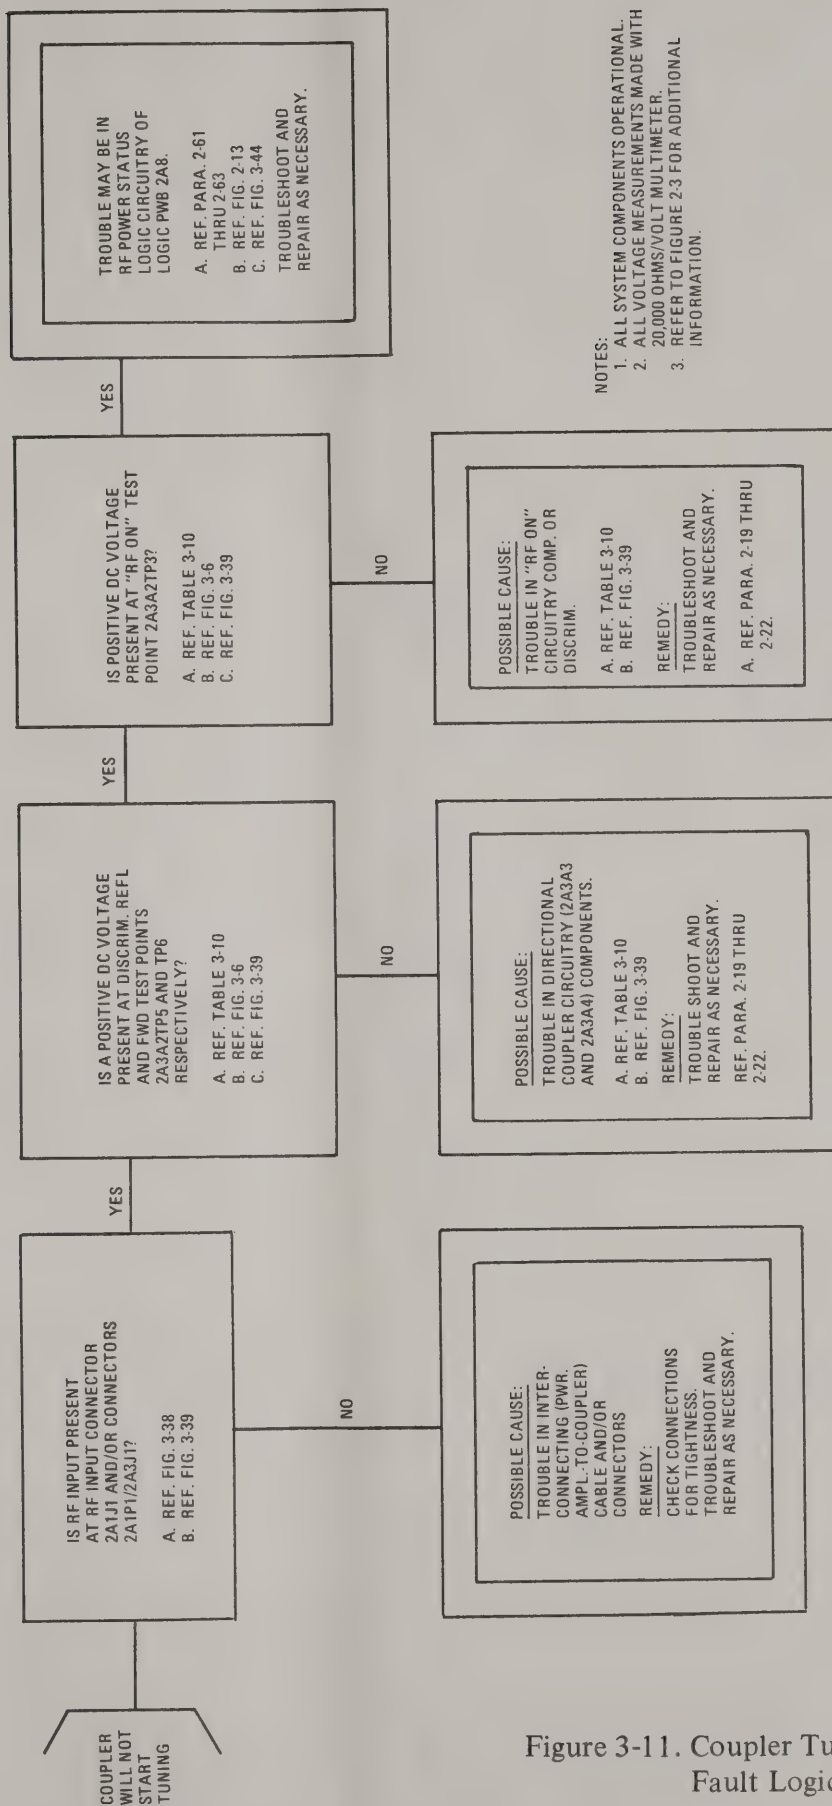 COUPLER
WILL NOT
START
TUNING
IS RF INPUT PRESENT
AT RF INPUT CONNECTOR
2A1J1 AND/OR CONNECTORS
2A1P1/2A3J1?
A. REF. FIG. 3-38
B. REF. FIG. 3-39
YES
NO
POSSIBLE CAUSE:
TROUBLE IN INTER-
CONNECTING (PWR.
AMPL.-TO-COUPLER)
CABLE AND/OR
CONNECTORS
REMEDY:
CHECK CONNECTIONS
FOR TIGHTNESS.
TROUBLESHOOT AND
REPAIR AS NECESSARY.
IS A POSITIVE DC VOLTAGE
PRESENT AT DISCRIM. REFL
AND FWD TEST POINTS
2A3A2TP5 AND TP6
RESPECTIVELY?
A. REF. TABLE 3-10
B. REF. FIG. 3-6
C. REF. FIG. 3-39
YES
NO
POSSIBLE CAUSE:
TROUBLE IN DIRECTIONAL
COUPLER CIRCUITRY (2A3A3
AND 2A3A4) COMPONENTS.
A. REF. TABLE 3-10
B. REF. FIG. 3-39
REMEDY:
TROUBLE SHOOT AND
REPAIR AS NECESSARY.
REF. PARA. 2-19 THRU
2-22.
IS POSITIVE DC VOLTAGE
PRESENT AT "RF ON" TEST
POINT 2A3A2TP3?
A. REF. TABLE 3-10
B. REF. FIG. 3-6
C. REF. FIG. 3-39
YES
NO
POSSIBLE CAUSE:
TROUBLE IN "RF ON"
CIRCUITRY COMP. OR
DISCRIM.
A. REF. TABLE 3-10
B. REF. FIG. 3-39
REMEDY:
TROUBLESHOOT AND
REPAIR AS NECESSARY.
A. REF. PARA. 2-19 THRU
2-22.
TROUBLE MAY BE IN
RF POWER STATUS
LOGIC CIRCUITRY OF
LOGIC PWB 2A8.
A. REF. PARA. 2-61
THRU 2-63
B. REF. FIG. 2-13
C. REF. FIG. 3-44
TROUBLESHOOT AND
REPAIR AS NECESSARY.
NOTES:
1. ALL SYSTEM COMPONENTS OPERATIONAL.
2. ALL VOLTAGE MEASUREMENTS MADE WITH
20,000 OHMS/VOLT MULTIMETER.
3. REFER TO FIGURE 2-3 FOR ADDITIONAL
INFORMATION.
Figure 3-11. Coupler Tu
Fault Logic